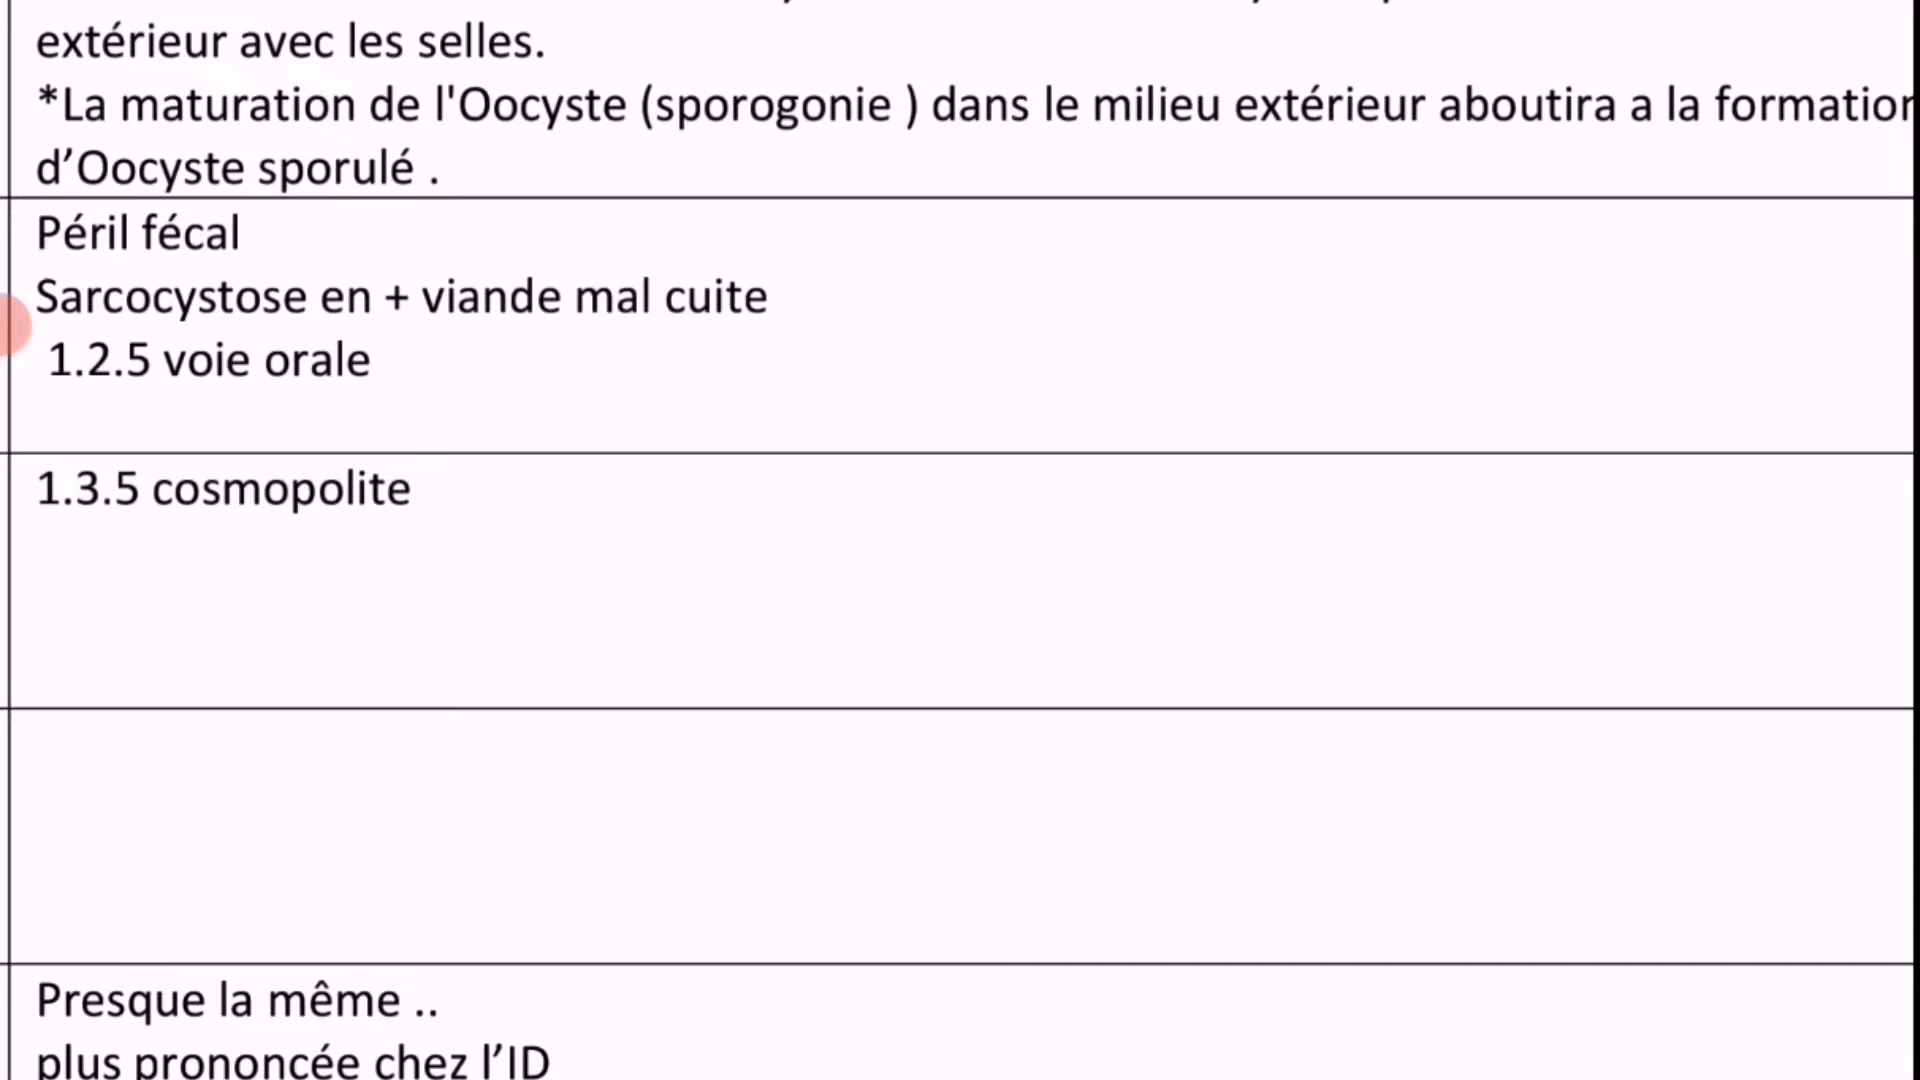 extérieur avec les selles.
*La maturation de l'Oocyste (sporogonie ) dans le milieu extérieur aboutira a la formation
d’Oocyste sporulé .
Péril fécal
Sarcocystose en + viande mal cuite
1.2.5 voie orale
1.3.5 cosmopolite
Presque la même ..
plus prononcée chez l’ID